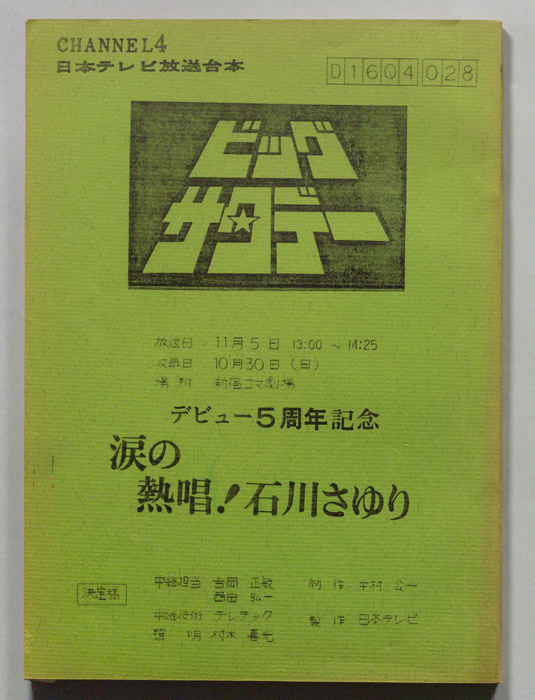 CHANNEL4
日本テレビ放送台本
D1604028
ビッグ
サタデー
放送日 11月5日 13:00 ～ 14:25
収録日 10月30日(日)
場所 新宿コマ劇場
デビュー5周年記念
涙の
熱唱!石川さゆり
決定稿
中継担当 吉岡 正敏
西田 弘一
中継技術 テレテック
照明 村木 喜光
制作 中村 公一
製作 日本テレビ